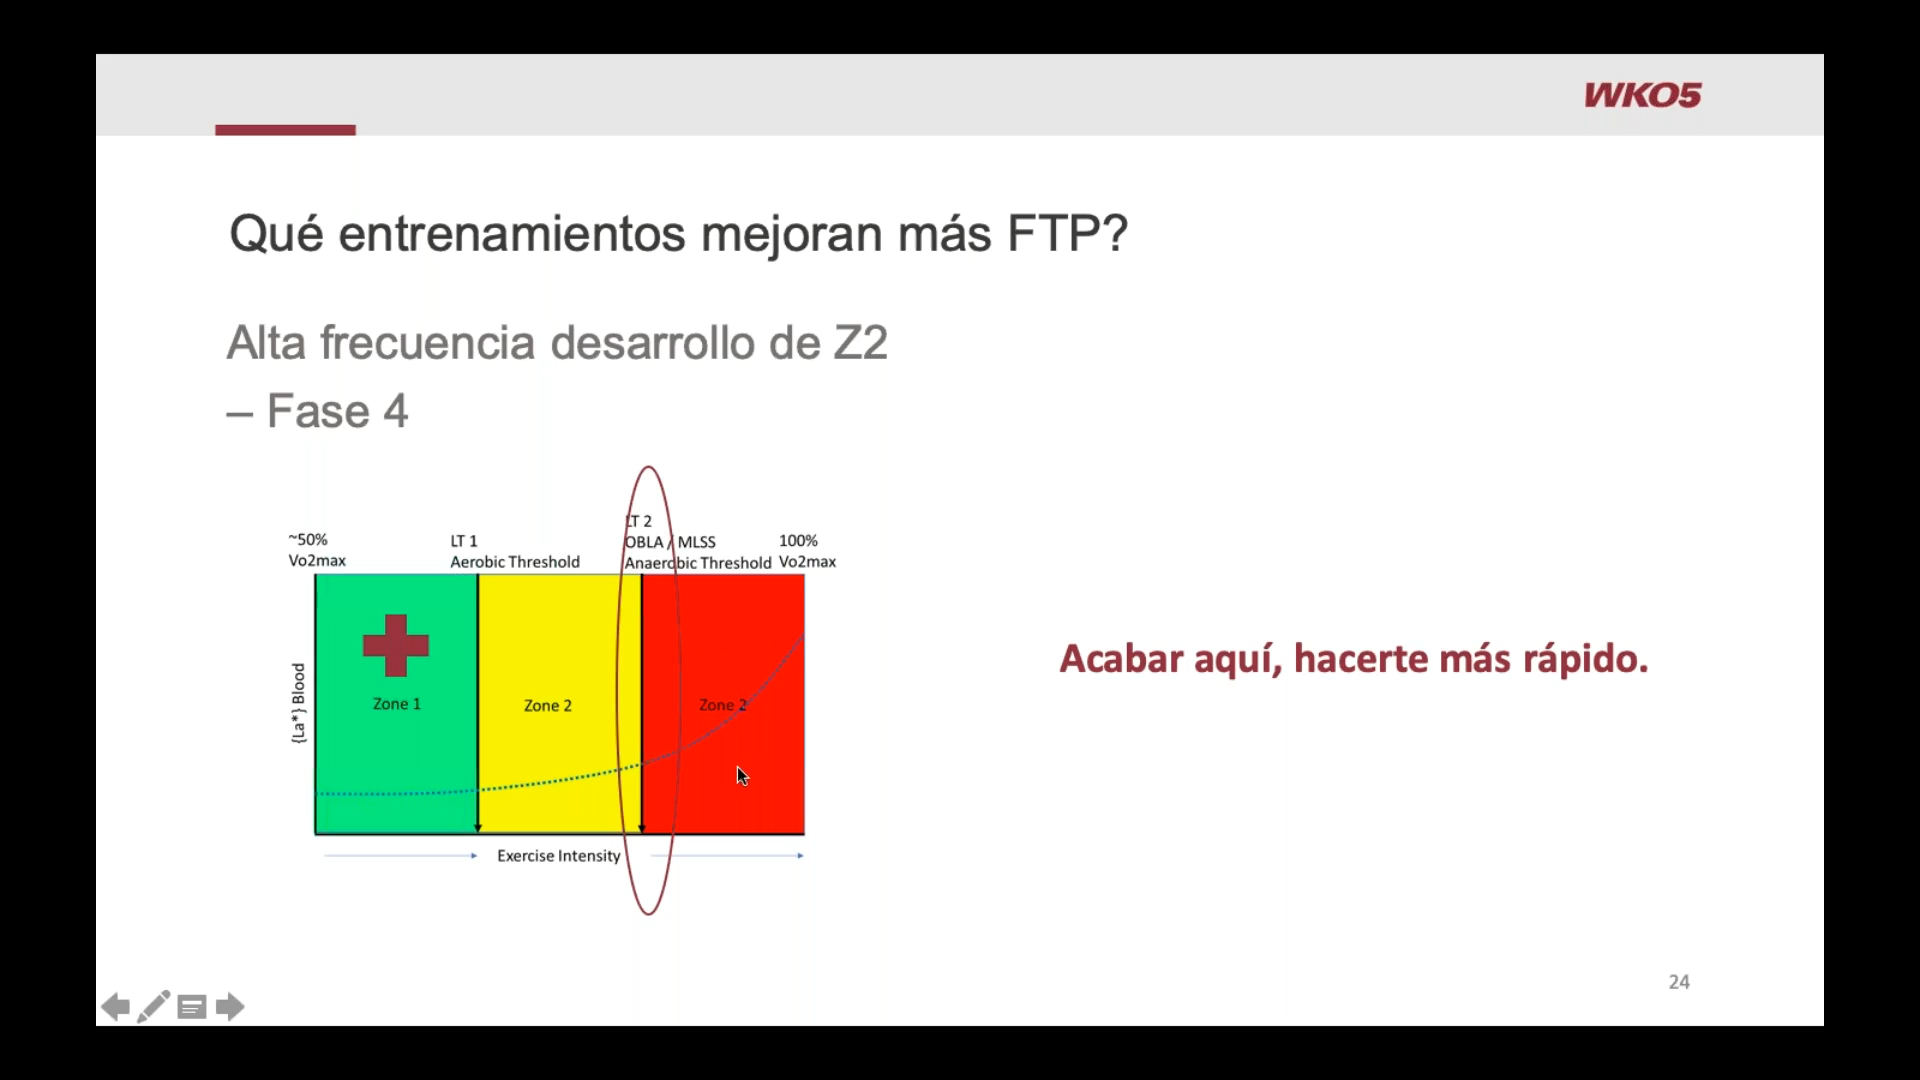 WKO5
Qué entrenamientos mejoran más FTP?
Alta frecuencia desarrollo de Z2
– Fase 4
~50%
Vo2max
LT 1
Aerobic Threshold
LT 2
OBLA / MLSS
Anaerobic Threshold
100%
Vo2max
{La*} Blood
Zone 1
Zone 2
Zone 2
Exercise Intensity
Acabar aquí, hacerte más rápido.
24